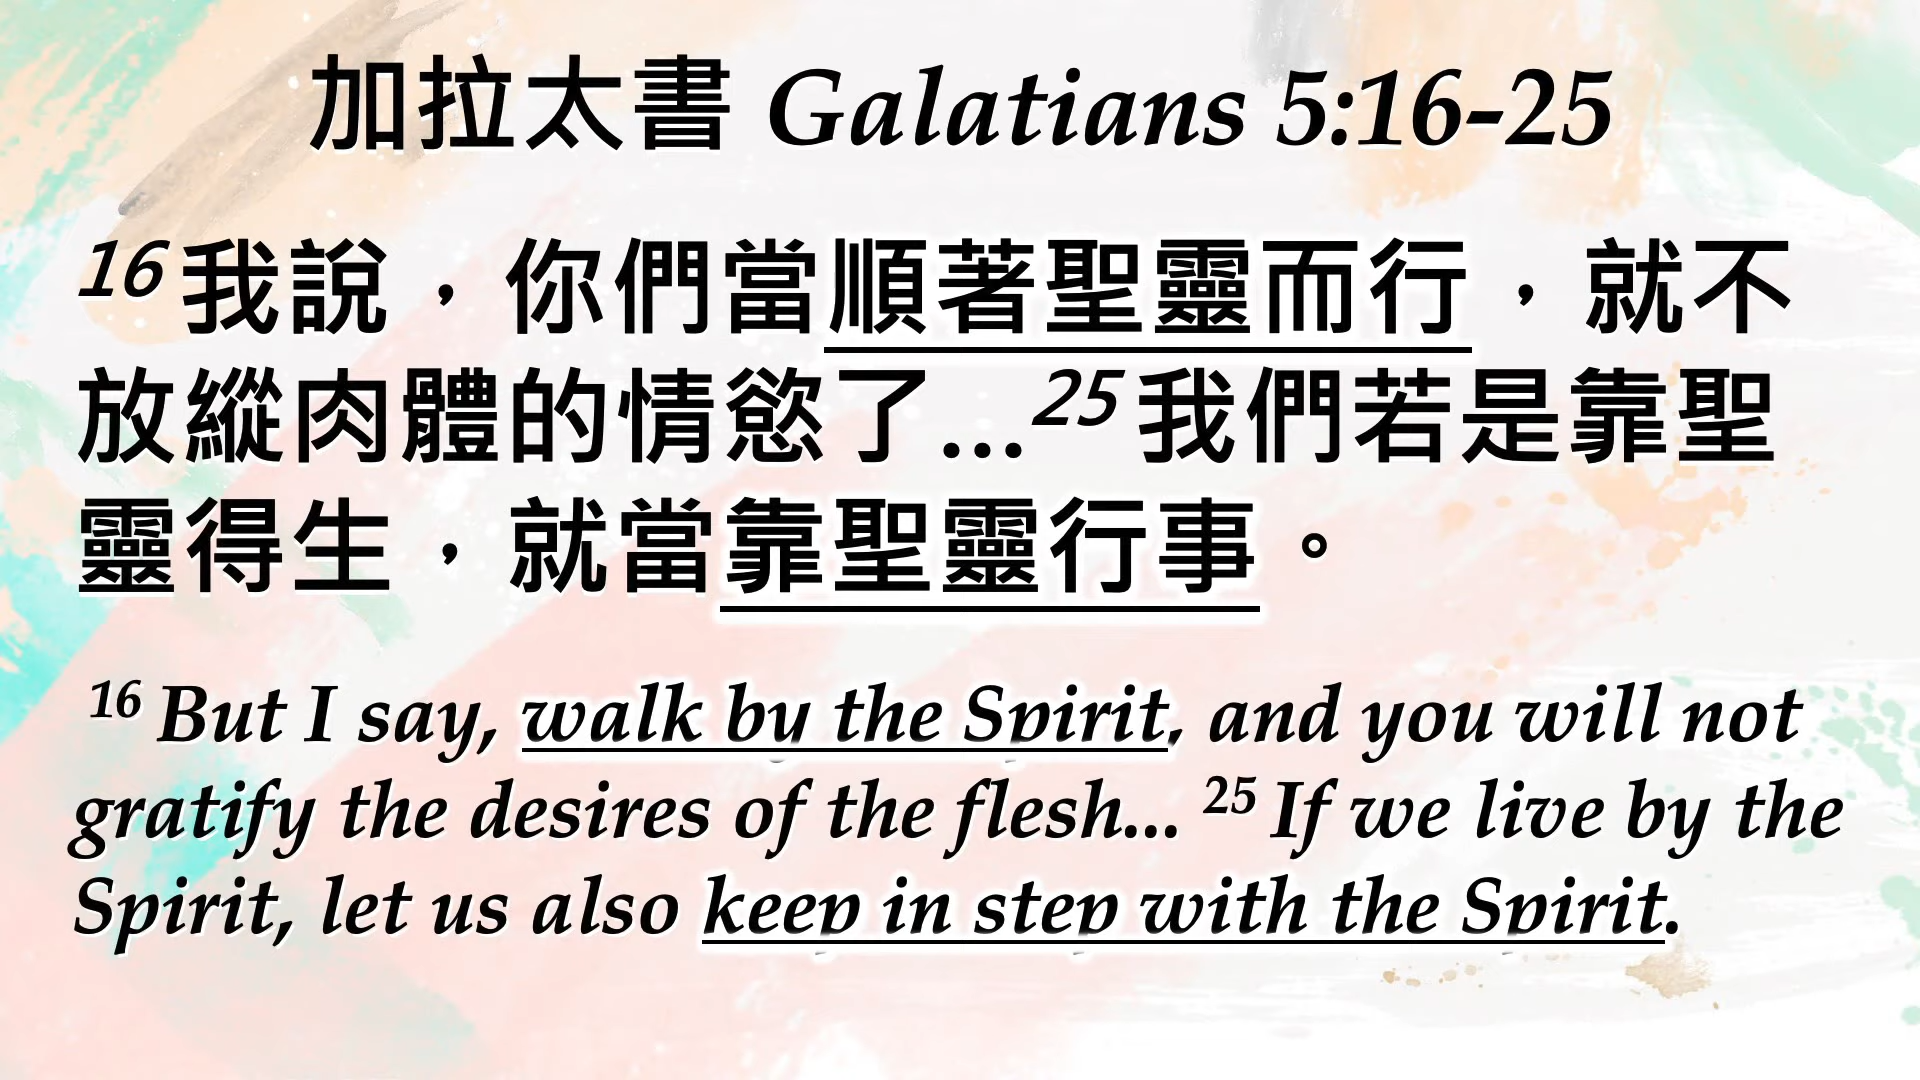 加拉太書 Galatians 5:16-25
16 我說，你們當順著聖靈而行，就不
放縱肉體的情慾了…25 我們若是靠聖
靈得生，就當靠聖靈行事。
16 But I say, walk by the Spirit, and you will not
gratify the desires of the flesh... 25 If we live by the
Spirit, let us also keep in step with the Spirit.